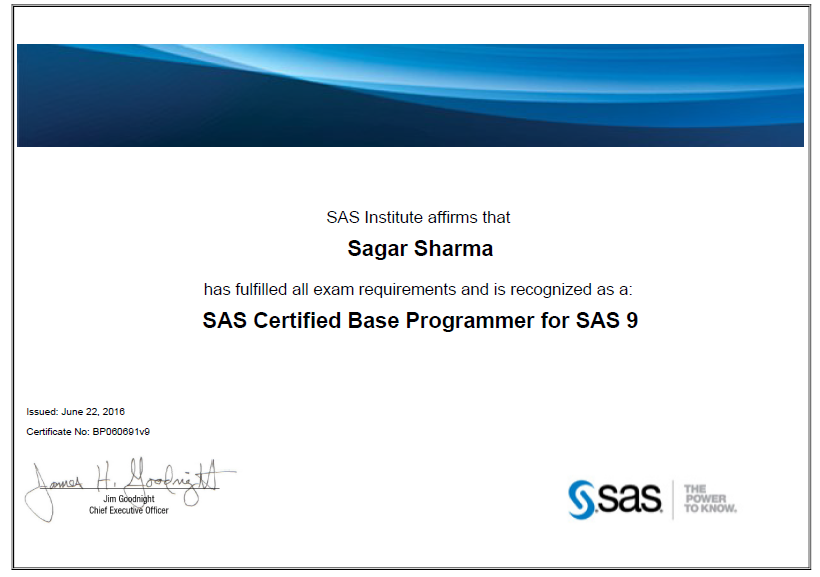 SAS Institute affirms that
Sagar Sharma
has fulfilled all exam requirements and is recognized as a:
SAS Certified Base Programmer for SAS 9
Issued: June 22, 2016
Certificate No: BP060691v9
James H. Goodnight
Jim Goodnight
Chief Executive Officer
sas
THE
POWER
TO KNOW.